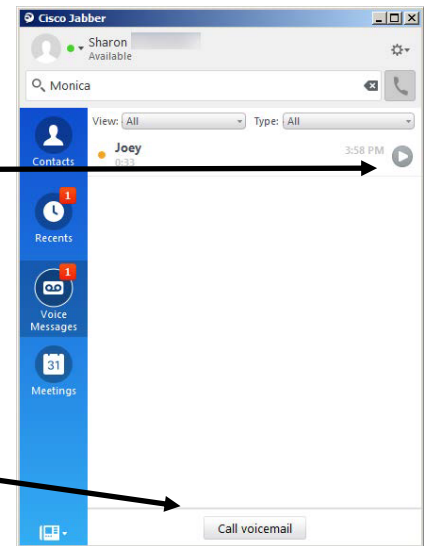 Cisco Jabber
Sharon
Available
Monica
View: All Type: All
Contacts
Joey 3:58 PM
0:33
1
Recents
1
Voice
Messages
31
Meetings
Call voicemail